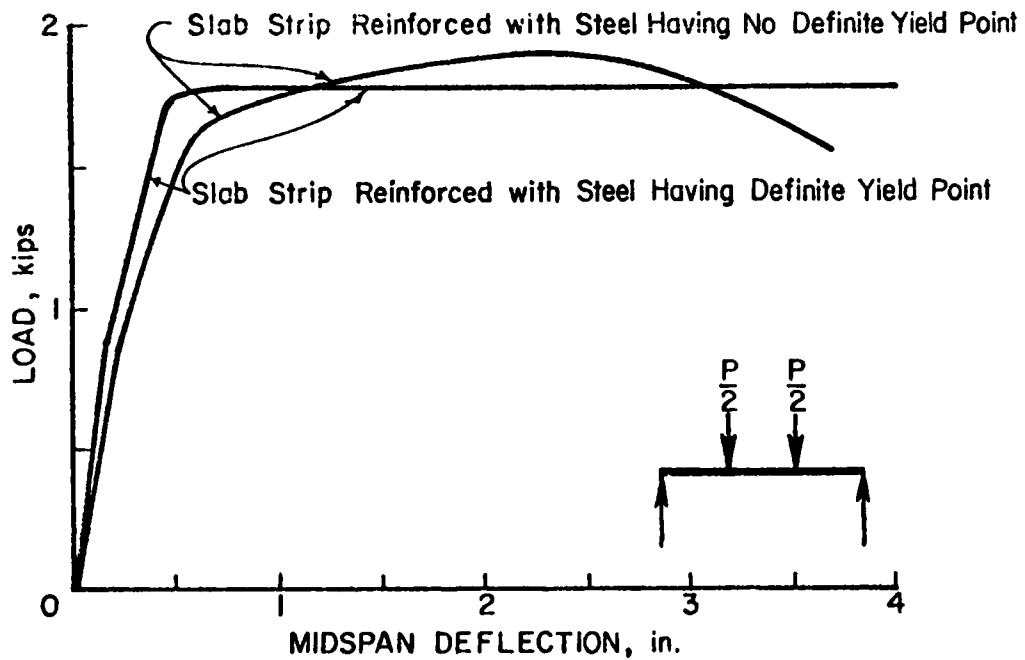 2
Slab Strip Reinforced with Steel Having No Definite Yield Point
Slab Strip Reinforced with Steel Having Definite Yield Point
LOAD, kips
1
P/2 P/2
0 1 2 3 4
MIDSPAN DEFLECTION, in.